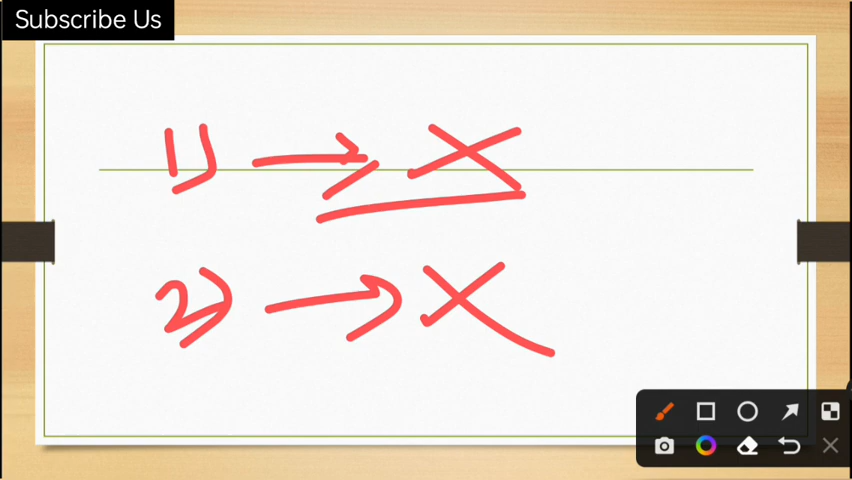 Subscribe Us
1) → X
2) → X